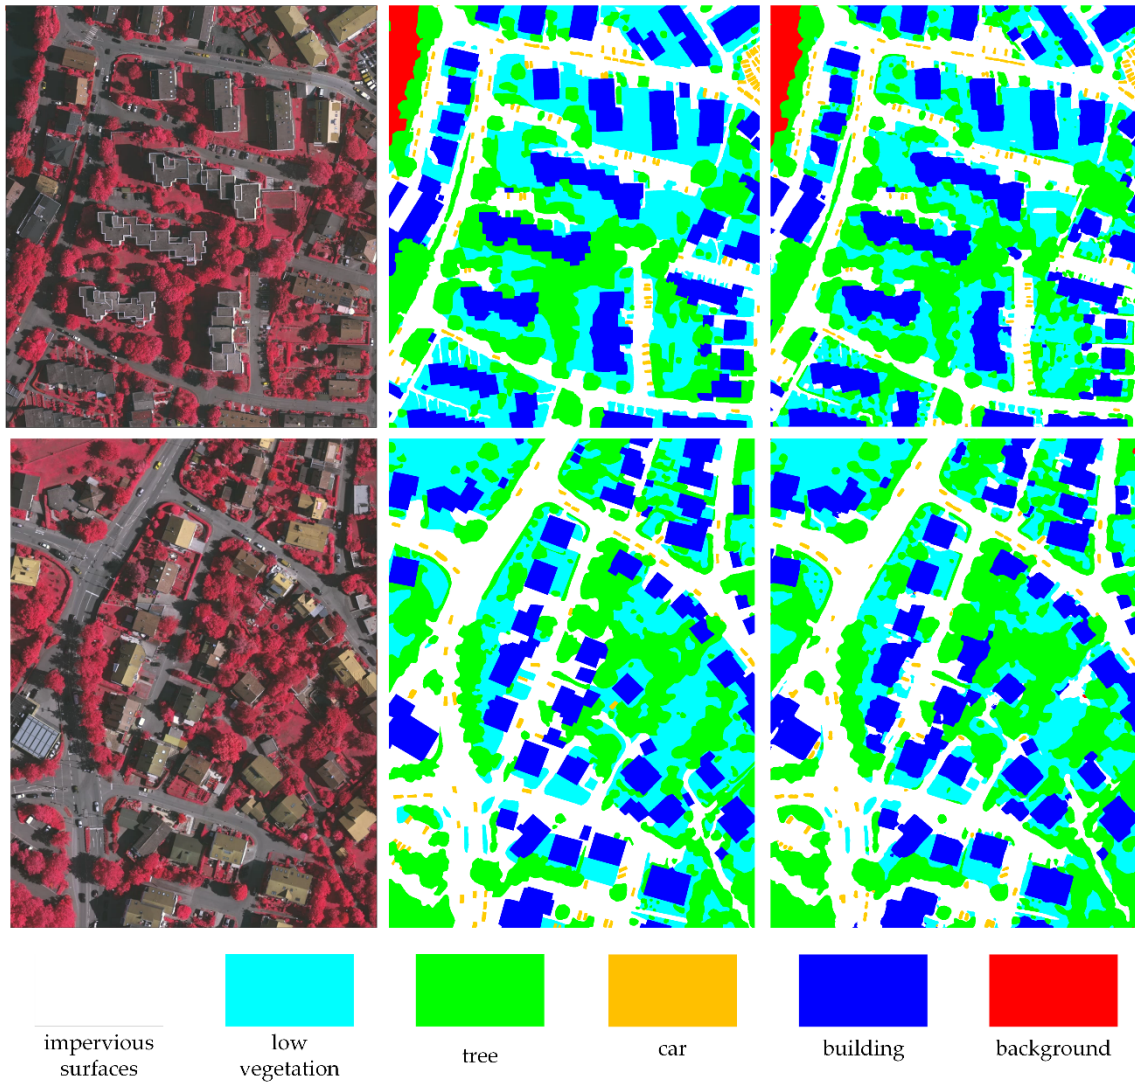 impervious
surfaces
low
vegetation
tree
car
building
background